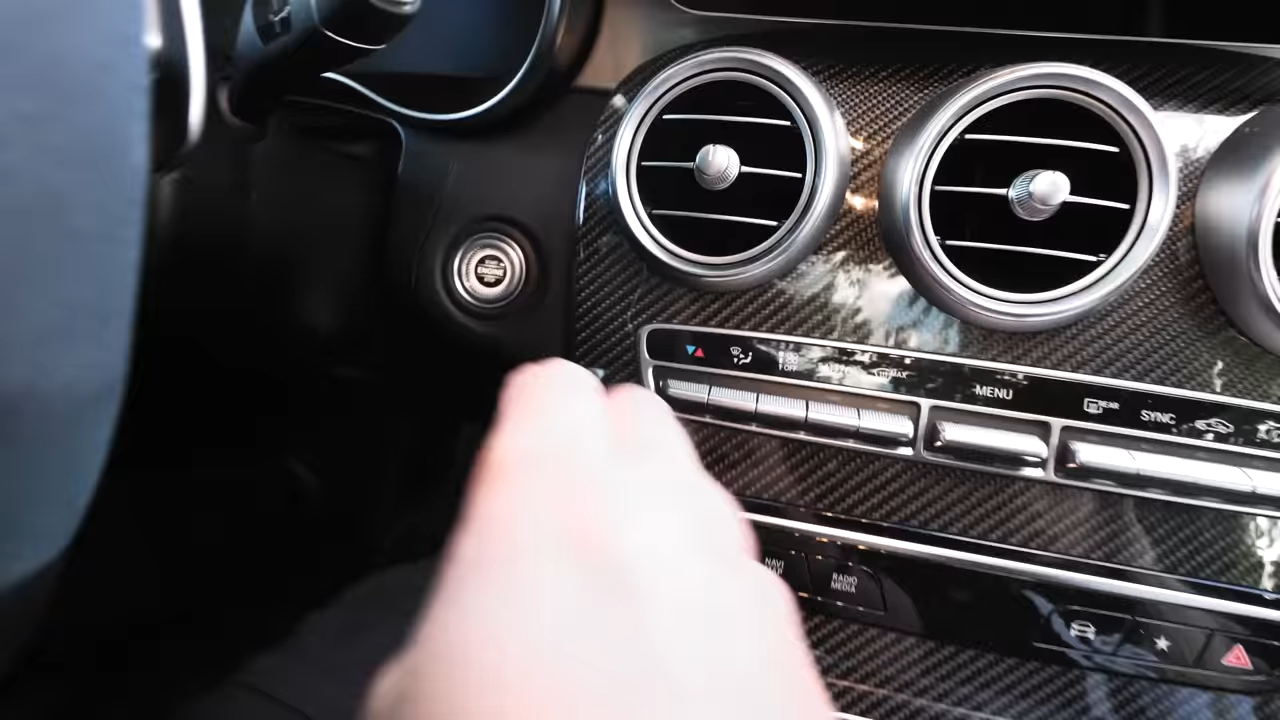 START
ENGINE
STOP
OFF
MAX
MENU
REAR
SYNC
NAVI
RADIO
MEDIA